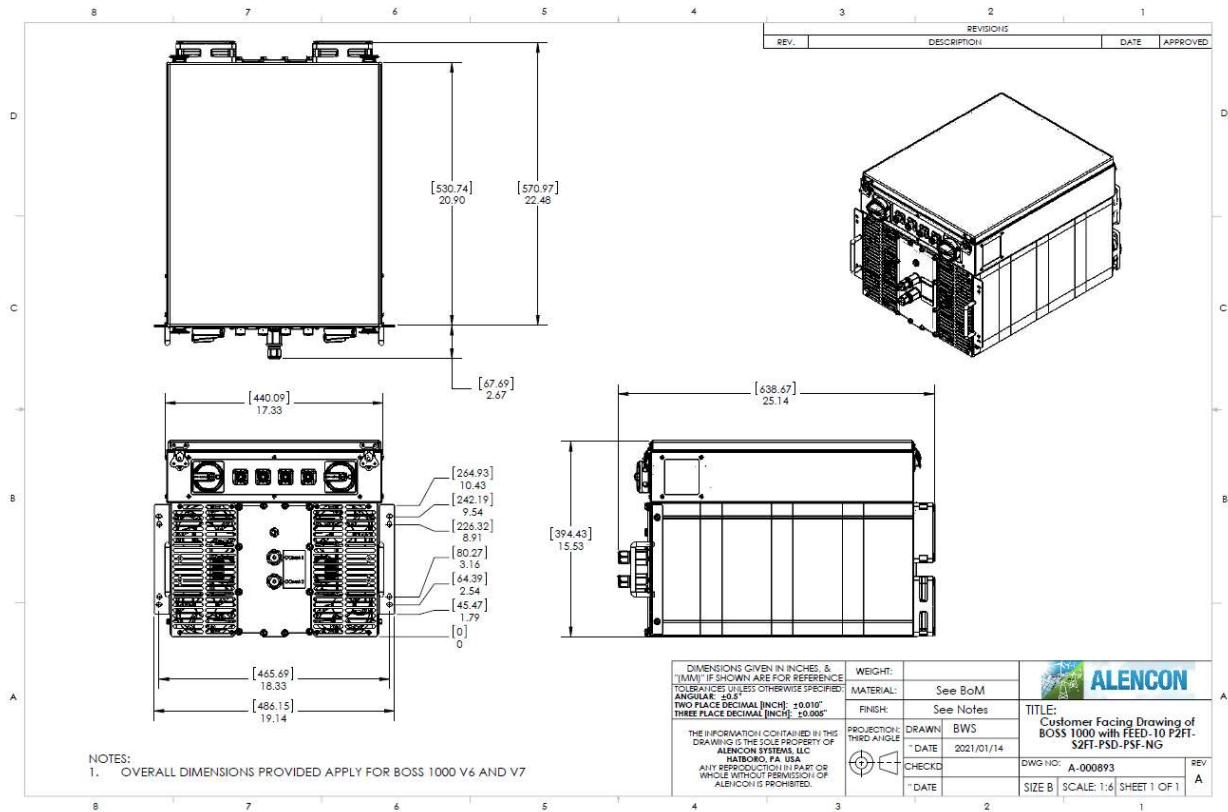 8 7 6 5 4 3 2 1
REVISIONS
REV. DESCRIPTION DATE APPROVED
D D
C C
B B
A A
[530.74]
20.90
[570.97]
22.48
[67.69]
2.67
[440.09]
17.33
[638.67]
25.14
[264.93]
10.43
[242.19]
9.54
[226.32]
8.91
[80.27]
3.16
[64.39]
2.54
[45.47]
1.79
[0]
0
COMM 1
COMM 2
[394.43]
15.53
[465.69]
18.33
[486.15]
19.14
NOTES:
1. OVERALL DIMENSIONS PROVIDED APPLY FOR BOSS 1000 V6 AND V7
DIMENSIONS GIVEN IN INCHES, &
"[MM]" IF SHOWN ARE FOR REFERENCE
TOLERANCES UNLESS OTHERWISE SPECIFIED:
ANGULAR: ±0.5°
TWO PLACE DECIMAL [INCH]: ±0.010"
THREE PLACE DECIMAL [INCH]: ±0.005"
THE INFORMATION CONTAINED IN THIS
DRAWING IS THE SOLE PROPERTY OF
ALENCON SYSTEMS, LLC
HATBORO, PA USA
ANY REPRODUCTION IN PART OR
WHOLE WITHOUT PERMISSION OF
ALENCON IS PROHIBITED.
WEIGHT:
MATERIAL: See BoM
FINISH: See Notes
PROJECTION:
THIRD ANGLE
DRAWN BWS
" DATE 2021/01/14
CHECKD
" DATE
ALENCON
TITLE:
Customer Facing Drawing of
BOSS 1000 with FEED-10 P2FT-
S2FT-PSD-PSF-NG
DWG NO: A-000893
REV
A
SIZE B SCALE: 1:6 SHEET 1 OF 1
8 7 6 5 4 3 2 1